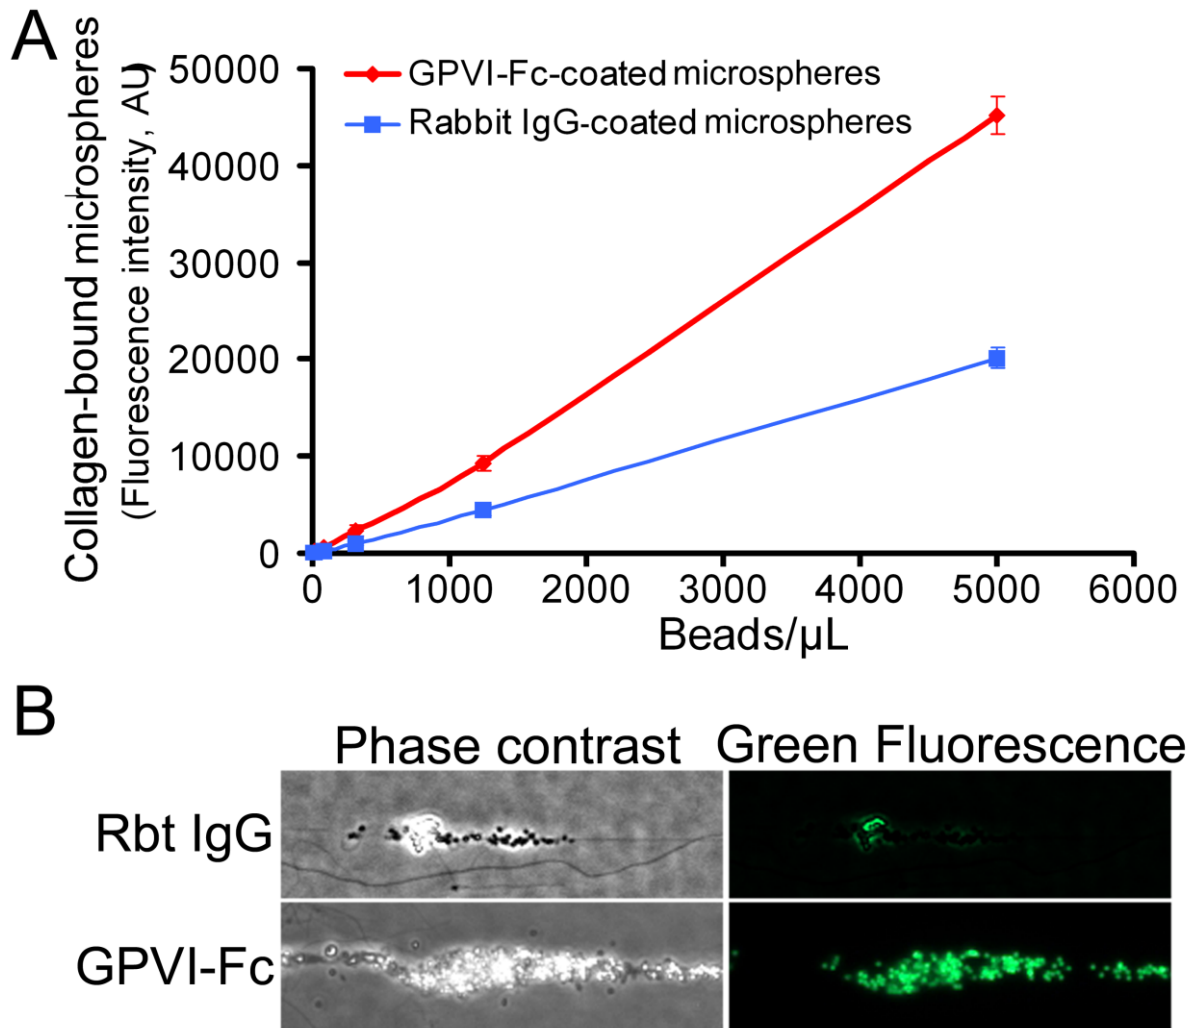 A
Collagen-bound microspheres
(Fluorescence intensity, AU)
50000
40000
30000
20000
10000
0
GPVI-Fc-coated microspheres
Rabbit IgG-coated microspheres
0 1000 2000 3000 4000 5000 6000
Beads/µL
B
Phase contrast Green Fluorescence
Rbt IgG
GPVI-Fc